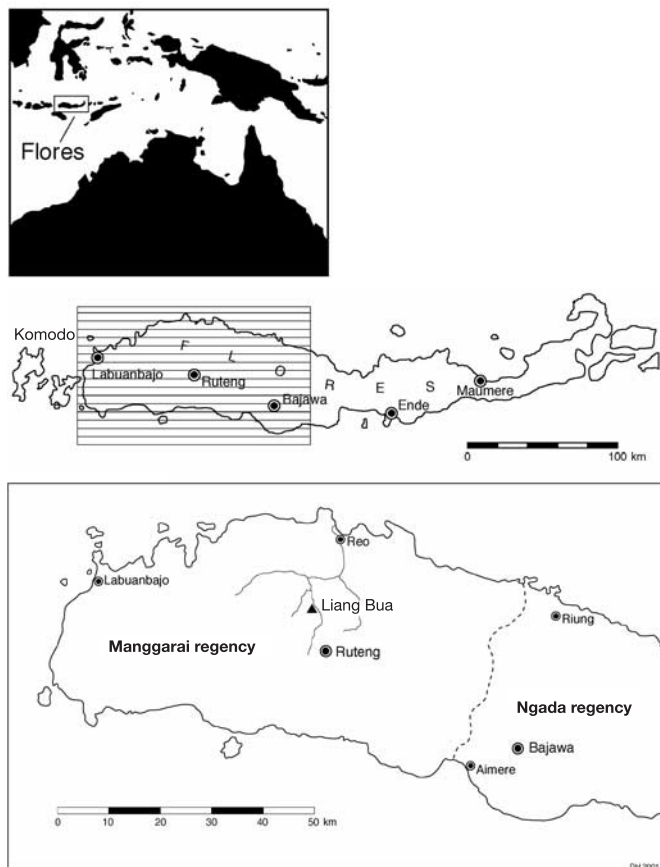 Flores
Komodo
F L O R E S
Labuanbajo
Ruteng
Bajawa
Maumere
Ende
0 100 km
Reo
Labuanbajo
Liang Bua
Riung
Manggarai regency
Ruteng
Ngada regency
Bajawa
Aimere
0 10 20 30 40 50 km